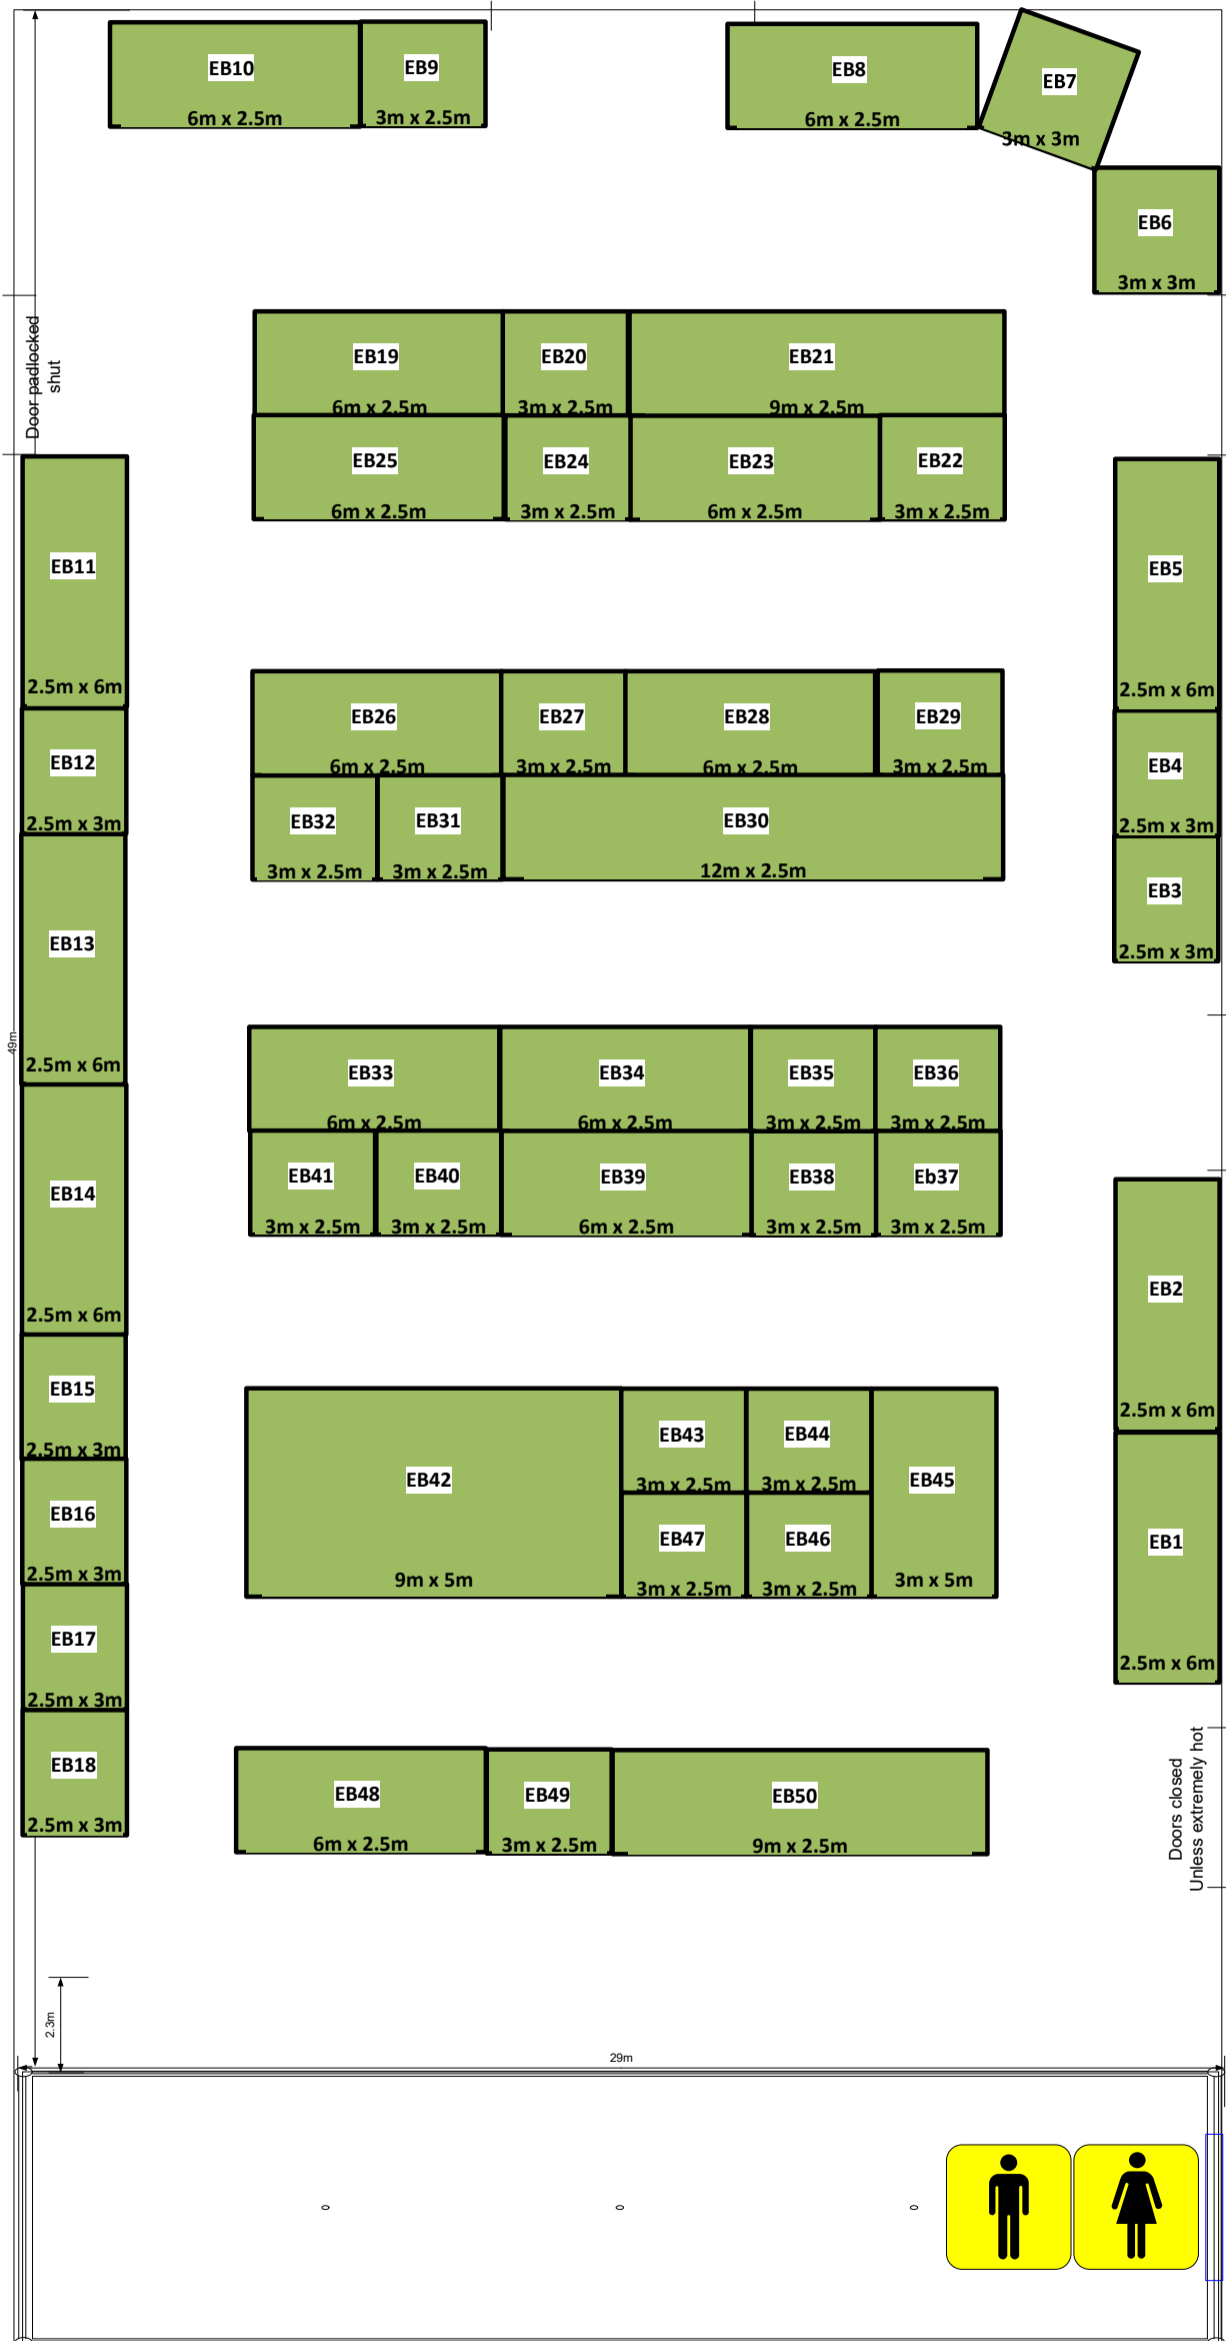 EB10
6m x 2.5m
EB9
3m x 2.5m
EB8
6m x 2.5m
EB7
3m x 3m
EB6
3m x 3m
Door padlocked
shut
EB19
6m x 2.5m
EB20
3m x 2.5m
EB21
9m x 2.5m
EB25
6m x 2.5m
EB24
3m x 2.5m
EB23
6m x 2.5m
EB22
3m x 2.5m
EB11
2.5m x 6m
EB12
2.5m x 3m
EB13
2.5m x 6m
49m
EB14
2.5m x 6m
EB15
2.5m x 3m
EB16
2.5m x 3m
EB17
2.5m x 3m
EB18
2.5m x 3m
EB5
2.5m x 6m
EB4
2.5m x 3m
EB3
2.5m x 3m
EB26
6m x 2.5m
EB27
3m x 2.5m
EB28
6m x 2.5m
EB29
3m x 2.5m
EB32
3m x 2.5m
EB31
3m x 2.5m
EB30
12m x 2.5m
EB33
6m x 2.5m
EB34
6m x 2.5m
EB35
3m x 2.5m
EB36
3m x 2.5m
EB41
3m x 2.5m
EB40
3m x 2.5m
EB39
6m x 2.5m
EB38
3m x 2.5m
Eb37
3m x 2.5m
EB2
2.5m x 6m
EB1
2.5m x 6m
EB42
9m x 5m
EB43
3m x 2.5m
EB44
3m x 2.5m
EB45
3m x 5m
EB47
3m x 2.5m
EB46
3m x 2.5m
EB48
6m x 2.5m
EB49
3m x 2.5m
EB50
9m x 2.5m
Doors closed
Unless extremely hot
2.3m
29m
0
0
0